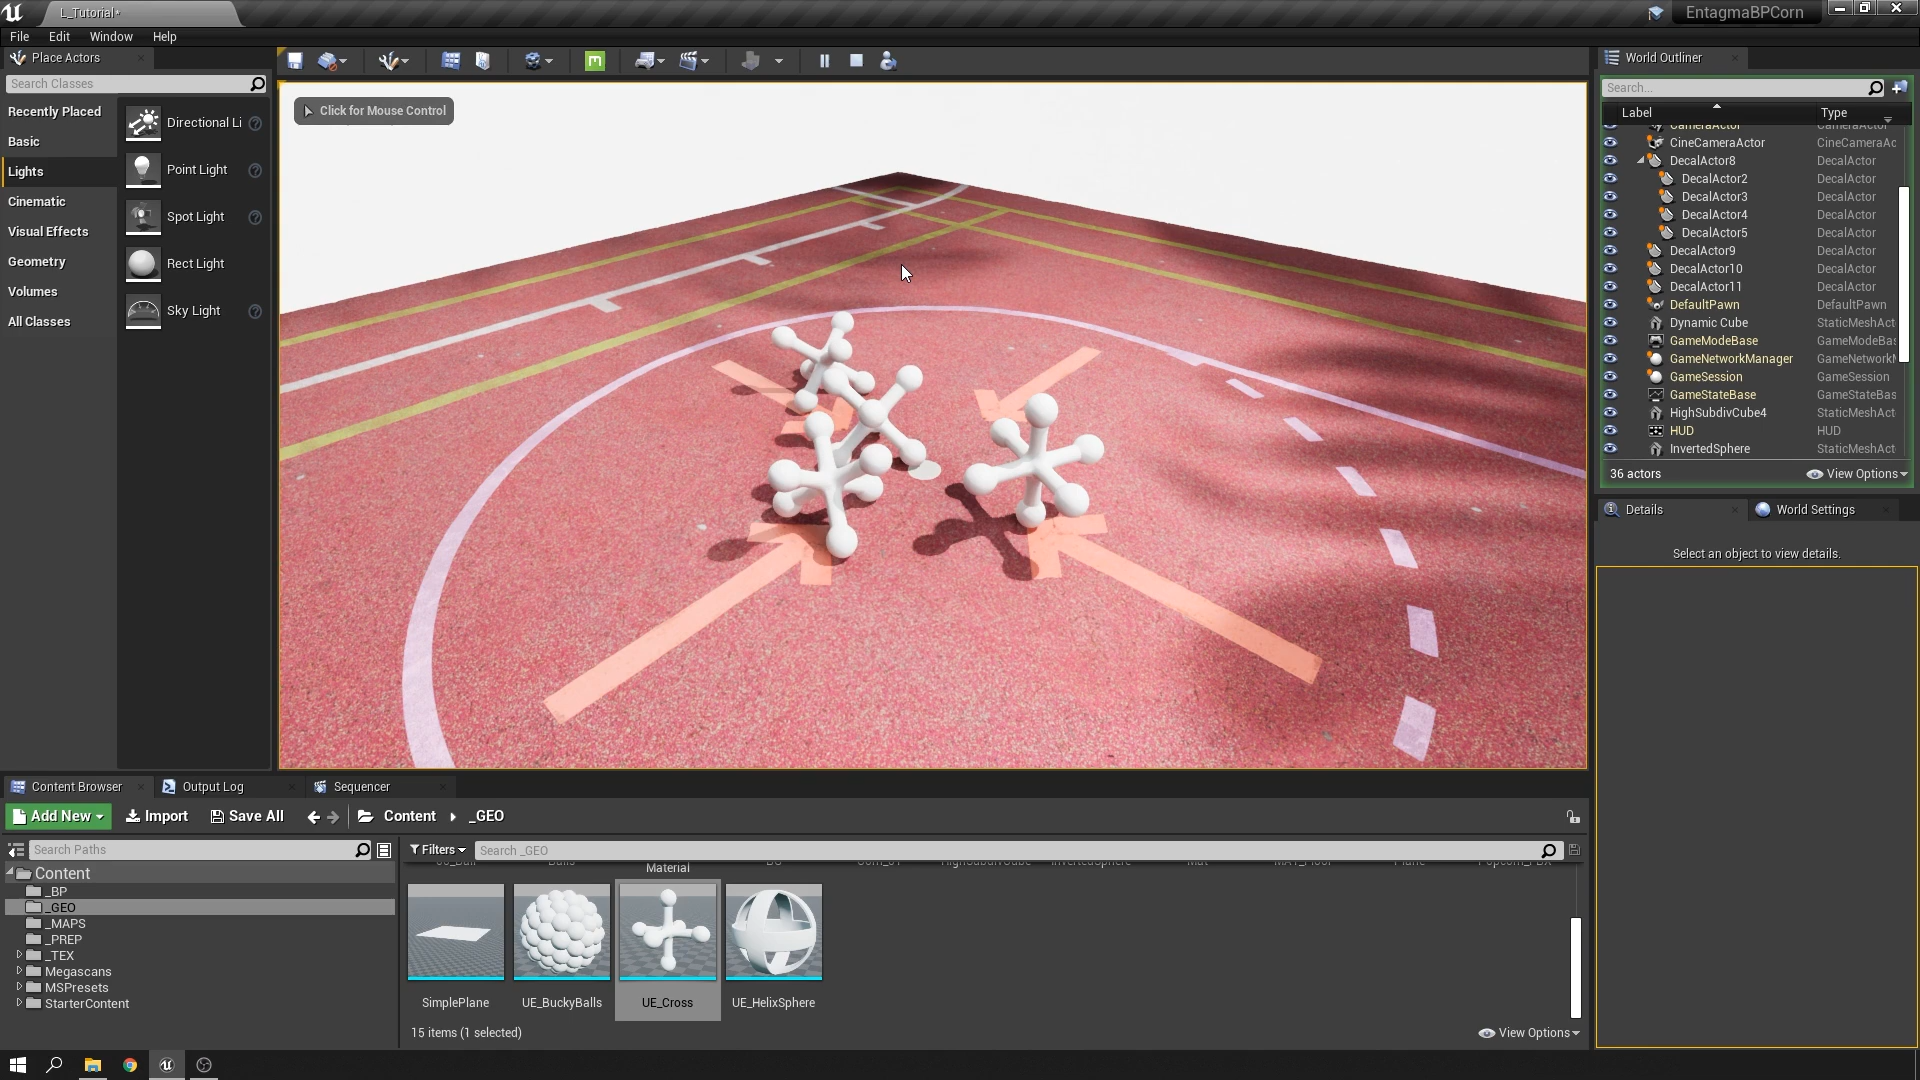 L_Tutorial*
EntagmaBPCorn
File Edit Window Help
Place Actors
Search Classes
Recently Placed
Basic
Lights
Cinematic
Visual Effects
Geometry
Volumes
All Classes
Directional Li
Point Light
Spot Light
Rect Light
Sky Light
Click for Mouse Control
World Outliner
Search...
Label Type
CameraActor CameraActor
CineCameraActor CineCameraAc
DecalActor8 DecalActor
DecalActor2 DecalActor
DecalActor3 DecalActor
DecalActor4 DecalActor
DecalActor5 DecalActor
DecalActor9 DecalActor
DecalActor10 DecalActor
DecalActor11 DecalActor
DefaultPawn DefaultPawn
Dynamic Cube StaticMeshAct
GameModeBase GameModeBas
GameNetworkManager GameNetworkM
GameSession GameSession
GameStateBase GameStateBas
HighSubdivCube4 StaticMeshAct
HUD HUD
InvertedSphere StaticMeshAct
36 actors View Options
Details World Settings
Select an object to view details.
Content Browser Output Log Sequencer
Add New Import Save All Content _GEO
Search Paths
Content
_BP
_GEO
_MAPS
_PREP
_TEX
Megascans
MSPresets
StarterContent
Filters Search _GEO
Material
SimplePlane UE_BuckyBalls UE_Cross UE_HelixSphere
15 items (1 selected) View Options